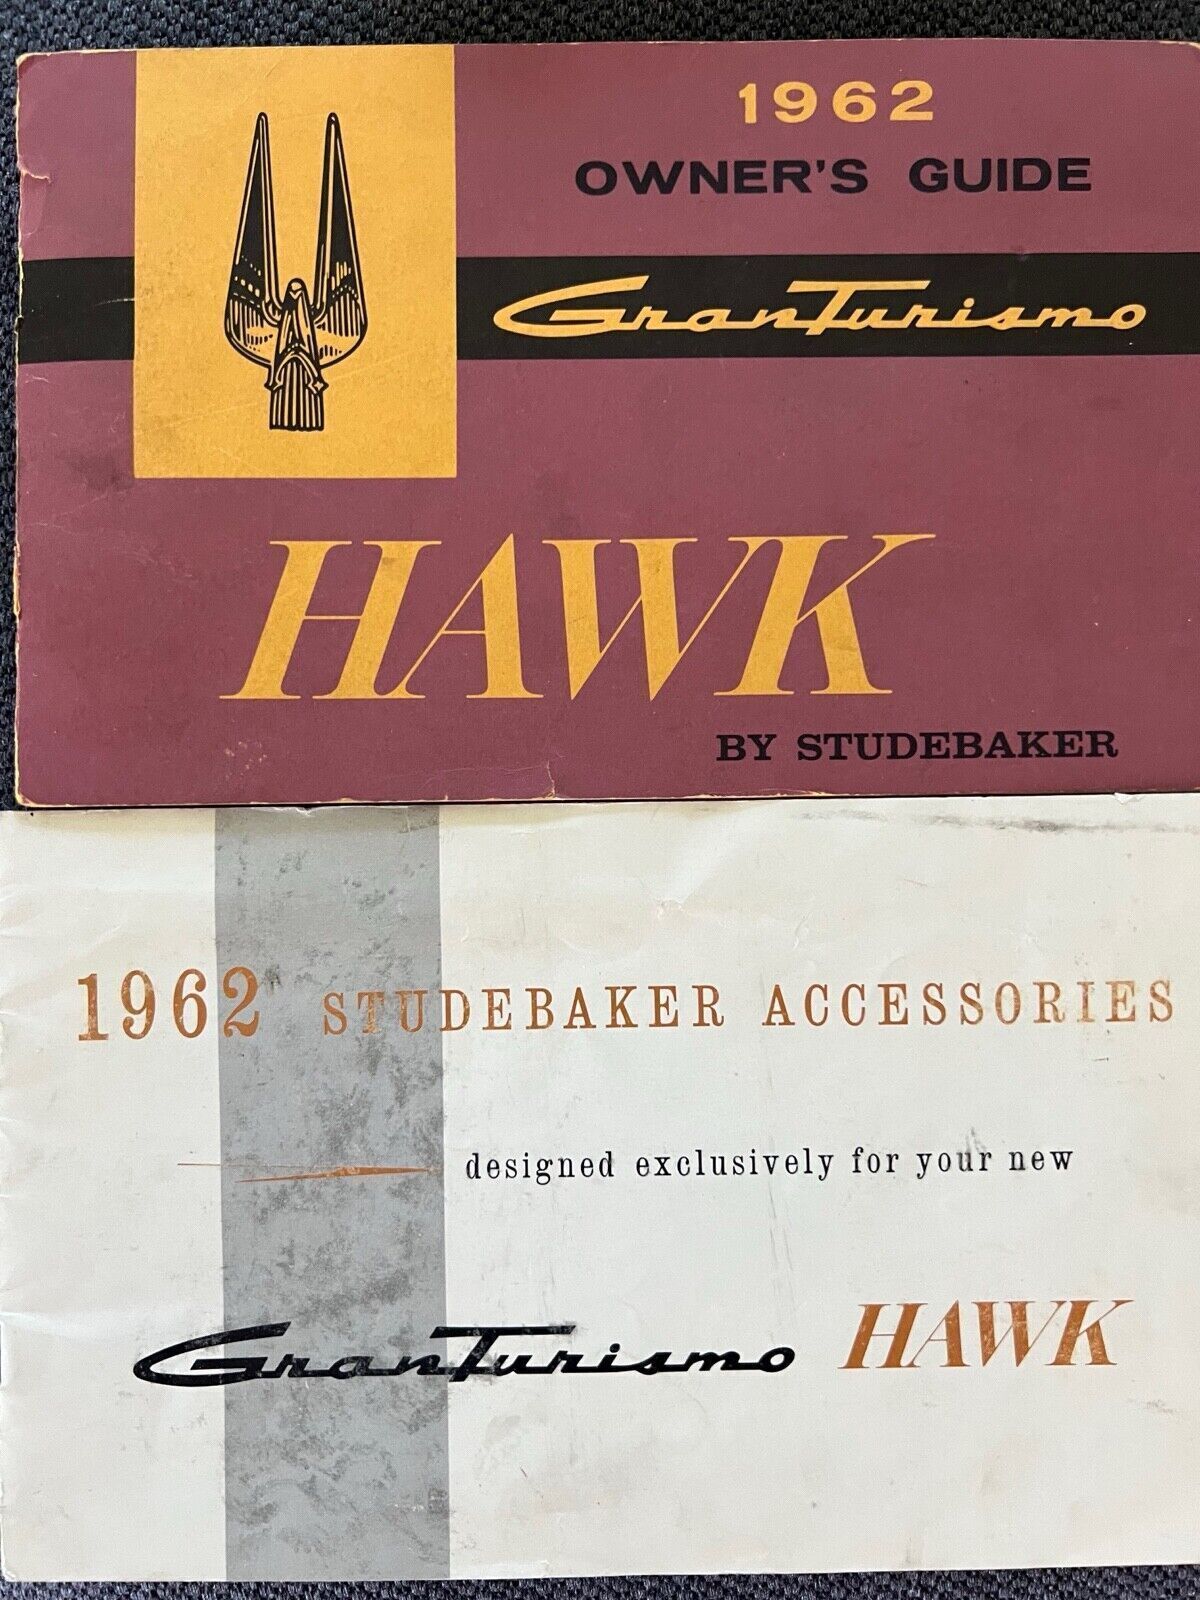 1962
OWNER'S GUIDE
GranTurismo
HAWK
BY STUDEBAKER
1962 STUDEBAKER ACCESSORIES
designed exclusively for your new
GranTurismo HAWK